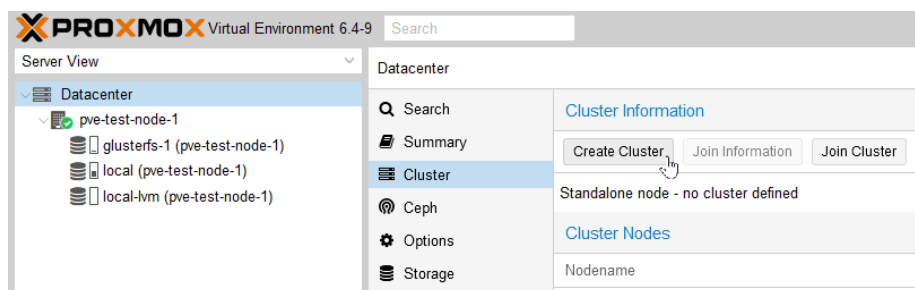 PROXMOX Virtual Environment 6.4-9 Search
Server View
Datacenter
pve-test-node-1
glusterfs-1 (pve-test-node-1)
local (pve-test-node-1)
local-lvm (pve-test-node-1)
Datacenter
Search
Summary
Cluster
Ceph
Options
Storage
Cluster Information
Create Cluster Join Information Join Cluster
Standalone node - no cluster defined
Cluster Nodes
Nodename